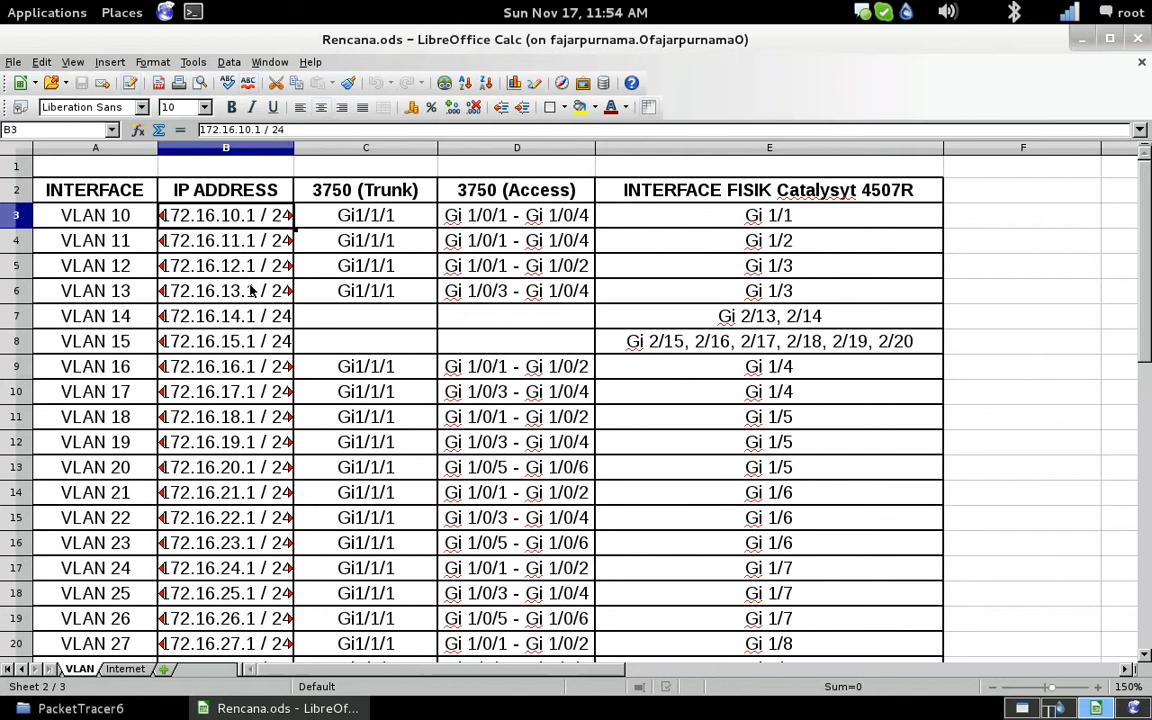 Applications Places Sun Nov 17, 11:54 AM root
Rencana.ods - LibreOffice Calc (on fajarpurnama.0fajarpurnama0)
File Edit View Insert Format Tools Data Window Help
Liberation Sans 10
B3 172.16.10.1 / 24
A B C D E F
1
2 INTERFACE IP ADDRESS 3750 (Trunk) 3750 (Access) INTERFACE FISIK Catalysyt 4507R
3 VLAN 10 172.16.10.1 / 24 Gi1/1/1 Gi 1/0/1 - Gi 1/0/4 Gi 1/1
4 VLAN 11 172.16.11.1 / 24 Gi1/1/1 Gi 1/0/1 - Gi 1/0/4 Gi 1/2
5 VLAN 12 172.16.12.1 / 24 Gi1/1/1 Gi 1/0/1 - Gi 1/0/2 Gi 1/3
6 VLAN 13 172.16.13.1 / 24 Gi1/1/1 Gi 1/0/3 - Gi 1/0/4 Gi 1/3
7 VLAN 14 172.16.14.1 / 24 Gi 2/13, 2/14
8 VLAN 15 172.16.15.1 / 24 Gi 2/15, 2/16, 2/17, 2/18, 2/19, 2/20
9 VLAN 16 172.16.16.1 / 24 Gi1/1/1 Gi 1/0/1 - Gi 1/0/2 Gi 1/4
10 VLAN 17 172.16.17.1 / 24 Gi1/1/1 Gi 1/0/3 - Gi 1/0/4 Gi 1/4
11 VLAN 18 172.16.18.1 / 24 Gi1/1/1 Gi 1/0/1 - Gi 1/0/2 Gi 1/5
12 VLAN 19 172.16.19.1 / 24 Gi1/1/1 Gi 1/0/3 - Gi 1/0/4 Gi 1/5
13 VLAN 20 172.16.20.1 / 24 Gi1/1/1 Gi 1/0/5 - Gi 1/0/6 Gi 1/5
14 VLAN 21 172.16.21.1 / 24 Gi1/1/1 Gi 1/0/1 - Gi 1/0/2 Gi 1/6
15 VLAN 22 172.16.22.1 / 24 Gi1/1/1 Gi 1/0/3 - Gi 1/0/4 Gi 1/6
16 VLAN 23 172.16.23.1 / 24 Gi1/1/1 Gi 1/0/5 - Gi 1/0/6 Gi 1/6
17 VLAN 24 172.16.24.1 / 24 Gi1/1/1 Gi 1/0/1 - Gi 1/0/2 Gi 1/7
18 VLAN 25 172.16.25.1 / 24 Gi1/1/1 Gi 1/0/3 - Gi 1/0/4 Gi 1/7
19 VLAN 26 172.16.26.1 / 24 Gi1/1/1 Gi 1/0/5 - Gi 1/0/6 Gi 1/7
20 VLAN 27 172.16.27.1 / 24 Gi1/1/1 Gi 1/0/1 - Gi 1/0/2 Gi 1/8
VLAN Internet
Sheet 2 / 3 Default Sum=0 150%
PacketTracer6 Rencana.ods - LibreOf...